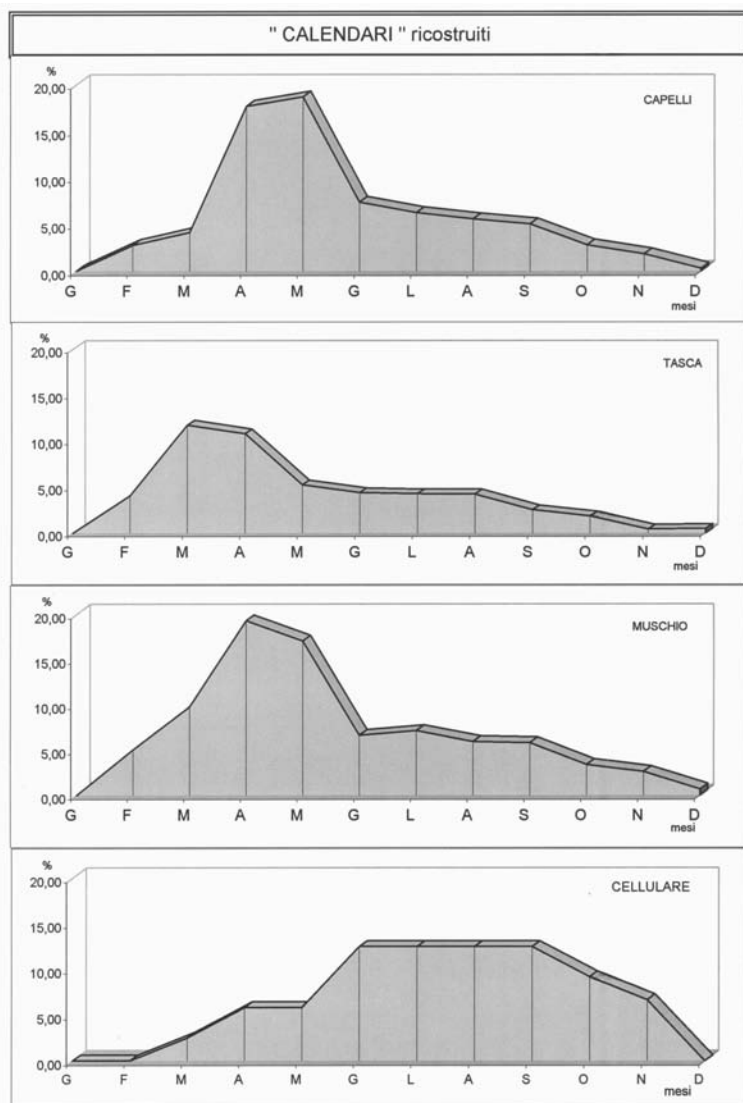 " CALENDARI " ricostruiti
%
CAPELLI
20,00
15,00
10,00
5,00
0,00
G F M A M G L A S O N D
mesi
%
TASCA
20,00
15,00
10,00
5,00
0,00
G F M A M G L A S O N D
mesi
%
MUSCHIO
20,00
15,00
10,00
5,00
0,00
G F M A M G L A S O N D
mesi
%
CELLULARE
20,00
15,00
10,00
5,00
0,00
G F M A M G L A S O N D
mesi